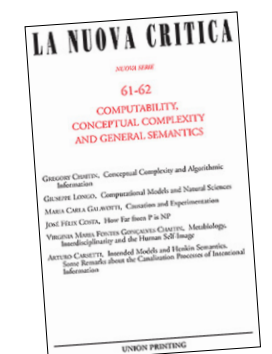 LA NUOVA CRITICA
NUOVA SERIE
61-62
COMPUTABILITY,
CONCEPTUAL COMPLEXITY
AND GENERAL SEMANTICS
GREGORY CHAITIN, Conceptual Complexity and Algorithmic
Information
GIUSEPPE LONGO, Computational Models and Natural Sciences
MARIA CARLA GALAVOTTI, Causation and Experimentation
JOSÉ FÉLIX COSTA, How Far from P is NP
VIRGINIA MARIA FONTES GONÇALVES CHAITIN, Metabiology,
Interdisciplinarity and the Human Self-Image
ARTURO CARSETTI, Intended Models and Henkin Semantics.
Some Remarks about the Canalization Processes of Intentional
Information
UNION PRINTING